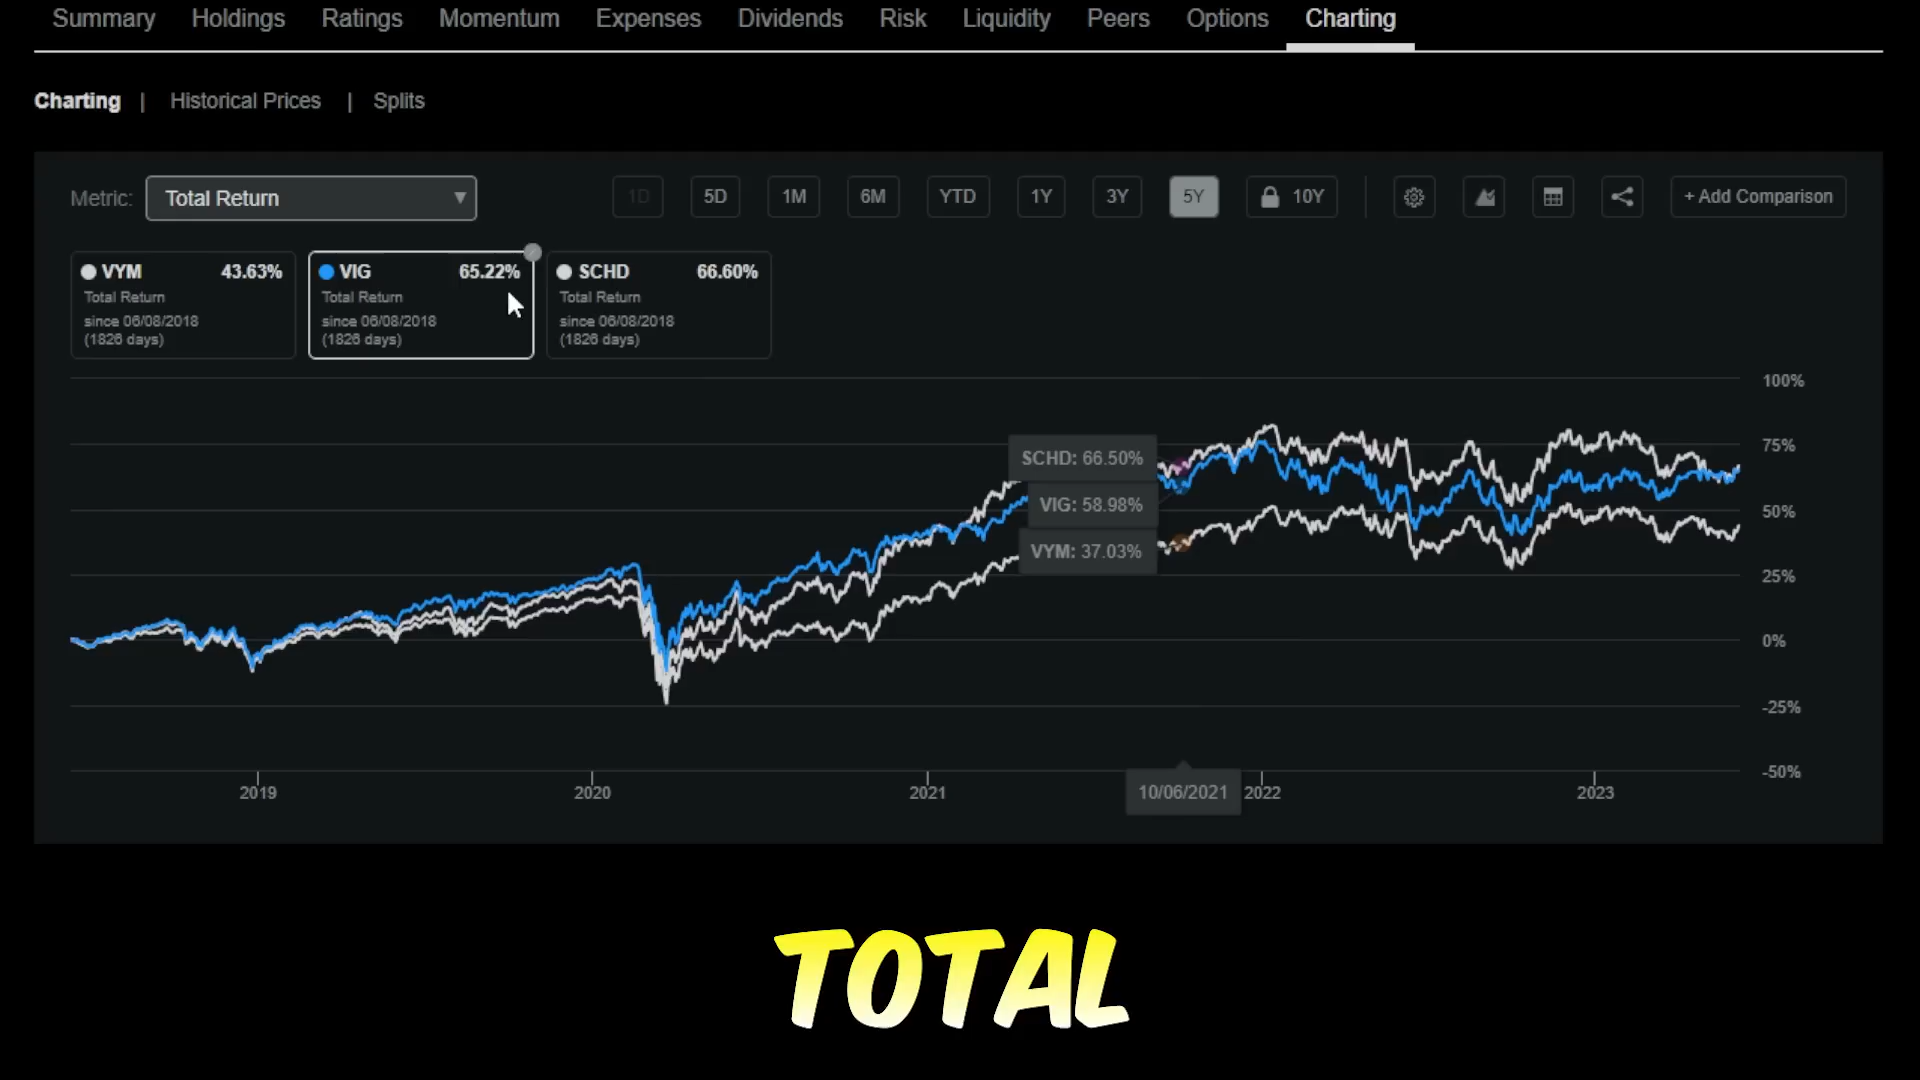 Summary Holdings Ratings Momentum Expenses Dividends Risk Liquidity Peers Options Charting
Charting | Historical Prices | Splits
Metric: Total Return 1D 5D 1M 6M YTD 1Y 3Y 5Y 10Y + Add Comparison
VYM 43.63%
Total Return
since 06/08/2018
(1826 days)
VIG 65.22%
Total Return
since 06/08/2018
(1826 days)
SCHD 66.60%
Total Return
since 06/08/2018
(1826 days)
100%
75%
SCHD: 66.50%
VIG: 58.98%
50%
VYM: 37.03%
25%
0%
-25%
-50%
2019 2020 2021 10/06/2021 2022 2023
TOTAL